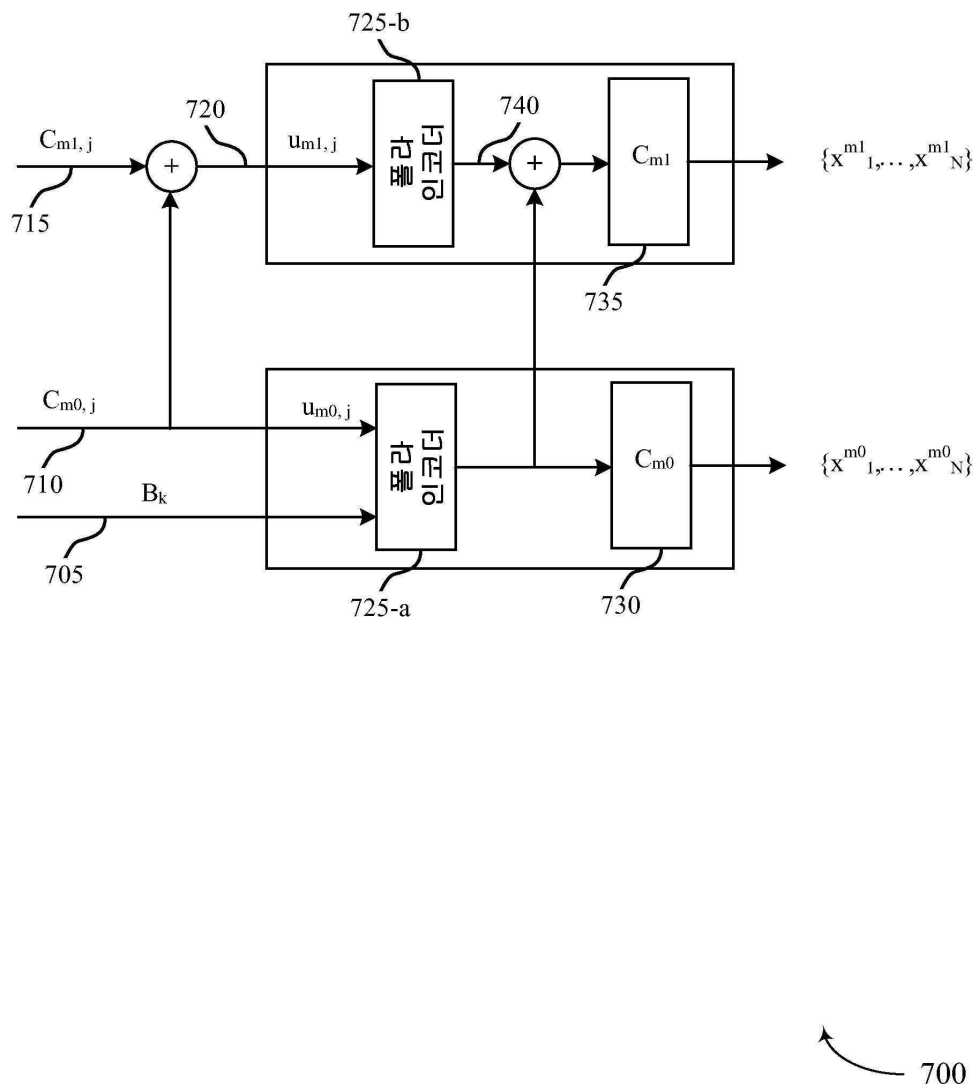 725-b
720
740
C_{m1, j}
+
u_{m1, j}
폴라
인코딩
+
C_{m1}
{x^{m1}_1,…,x^{m1}_N}
715
735
C_{m0, j}
u_{m0, j}
폴라
인코딩
C_{m0}
{x^{m0}_1,…,x^{m0}_N}
710
B_k
705
725-a
730
700